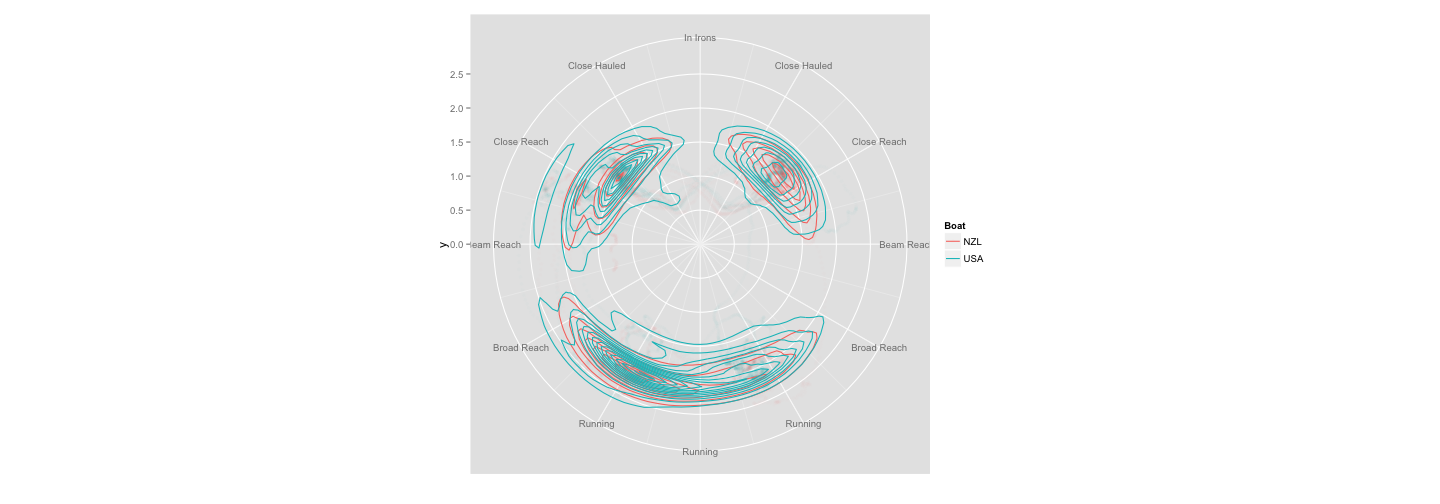 In Irons
Close Hauled Close Hauled
2.5
2.0
Close Reach 1.5 Close Reach
1.0
0.5
y 0.0 eam Reach Beam Reac
Boat
NZL
USA
Broad Reach Broad Reach
Running Running
Running